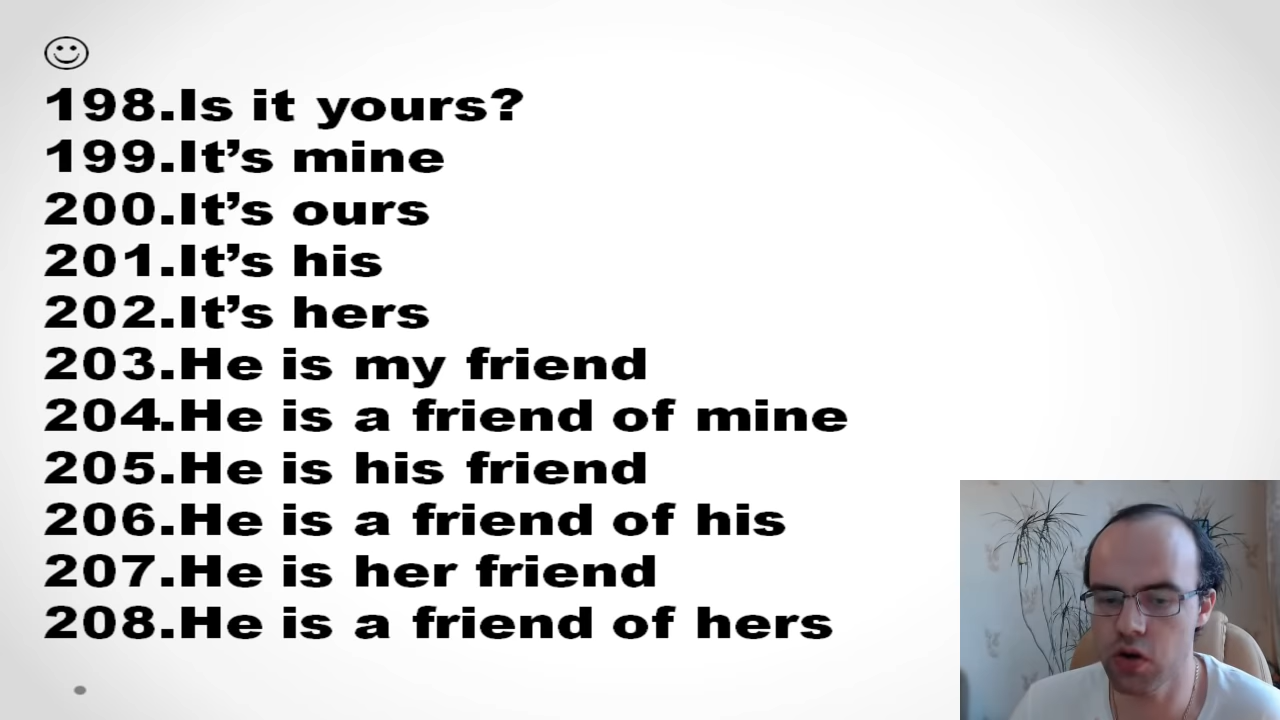 198.Is it yours?
199.It’s mine
200.It’s ours
201.It’s his
202.It’s hers
203.He is my friend
204.He is a friend of mine
205.He is his friend
206.He is a friend of his
207.He is her friend
208.He is a friend of hers